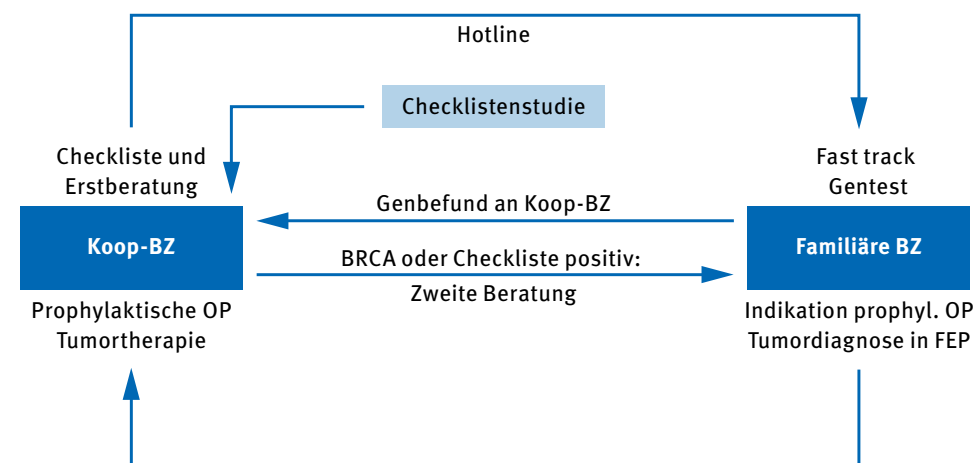 Hotline
Checklistenstudie
Checkliste und
Erstberatung
Fast track
Gentest
Genbefund an Koop-BZ
Koop-BZ
BRCA oder Checkliste positiv:
Zweite Beratung
Familiäre BZ
Prophylaktische OP
Tumortherapie
Indikation prophyl. OP
Tumordiagnose in FEP